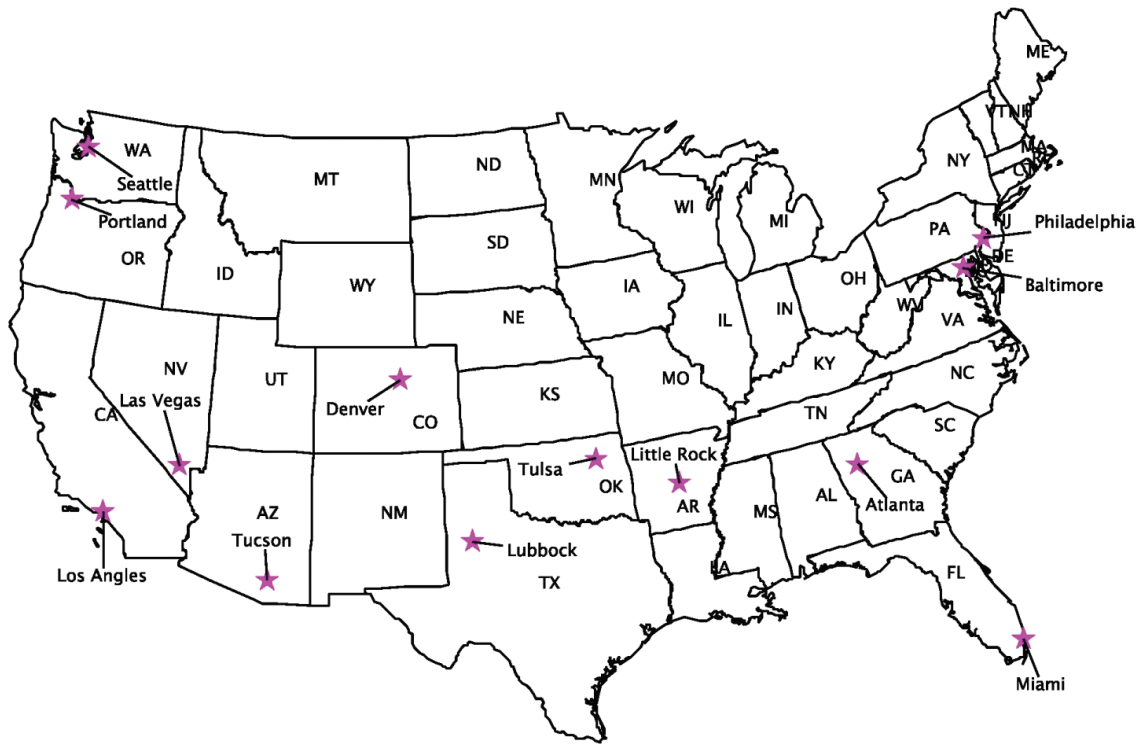 ME
VT
NH
WA
MA
ND
NY
Seattle
MT
MN
CT
RI
WI
MI
Portland
NJ
Philadelphia
PA
SD
DE
OR
ID
OH
WY
IA
Baltimore
WV
IN
NE
IL
VA
KY
NV
UT
MO
NC
KS
Las Vegas
Denver
CA
CO
TN
SC
Little Rock
Tulsa
GA
OK
AL
AR
Atlanta
AZ
NM
MS
Tucson
Lubbock
LA
Los Angles
TX
FL
Miami